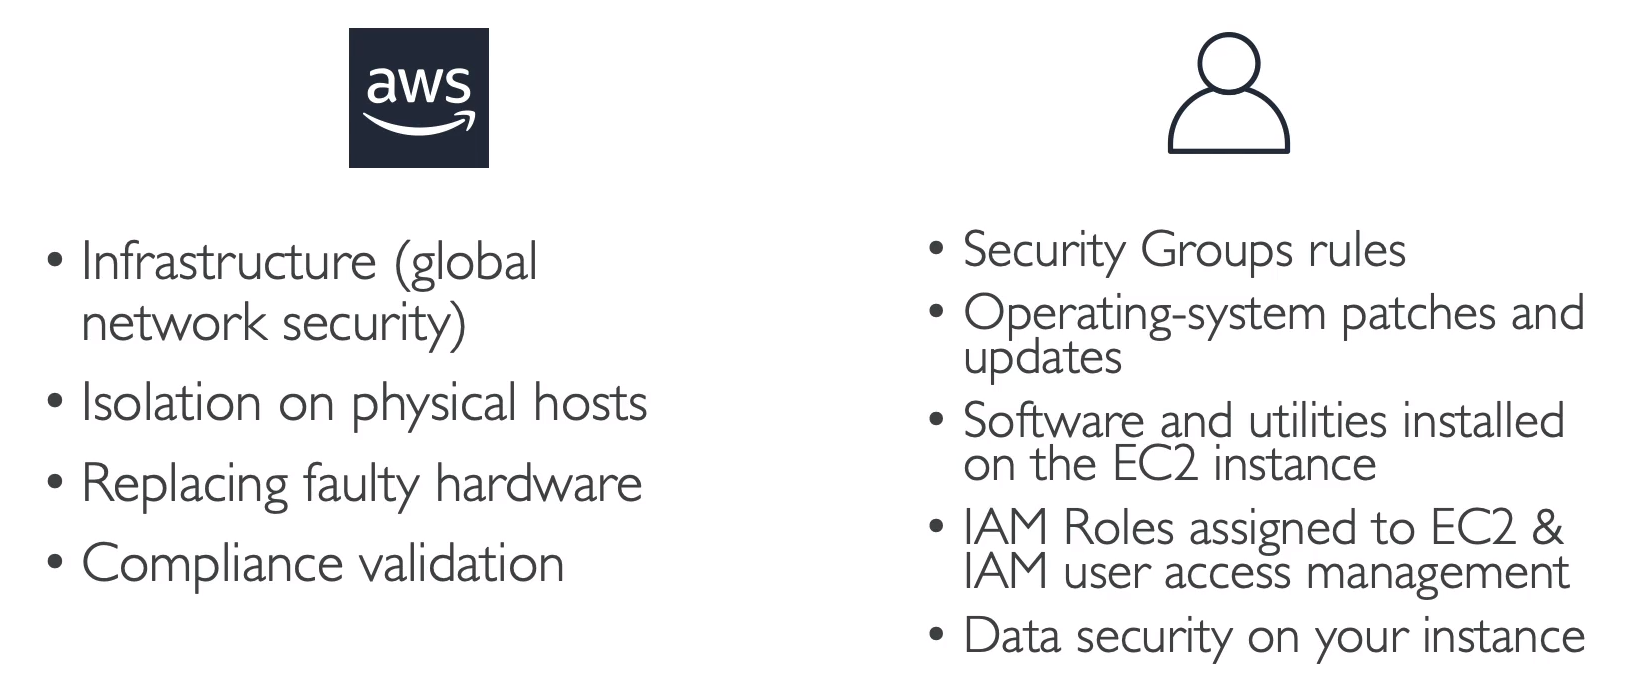 aws
• Infrastructure (global
network security)
• Isolation on physical hosts
• Replacing faulty hardware
• Compliance validation
• Security Groups rules
• Operating-system patches and
updates
• Software and utilities installed
on the EC2 instance
• IAM Roles assigned to EC2 &
IAM user access management
• Data security on your instance